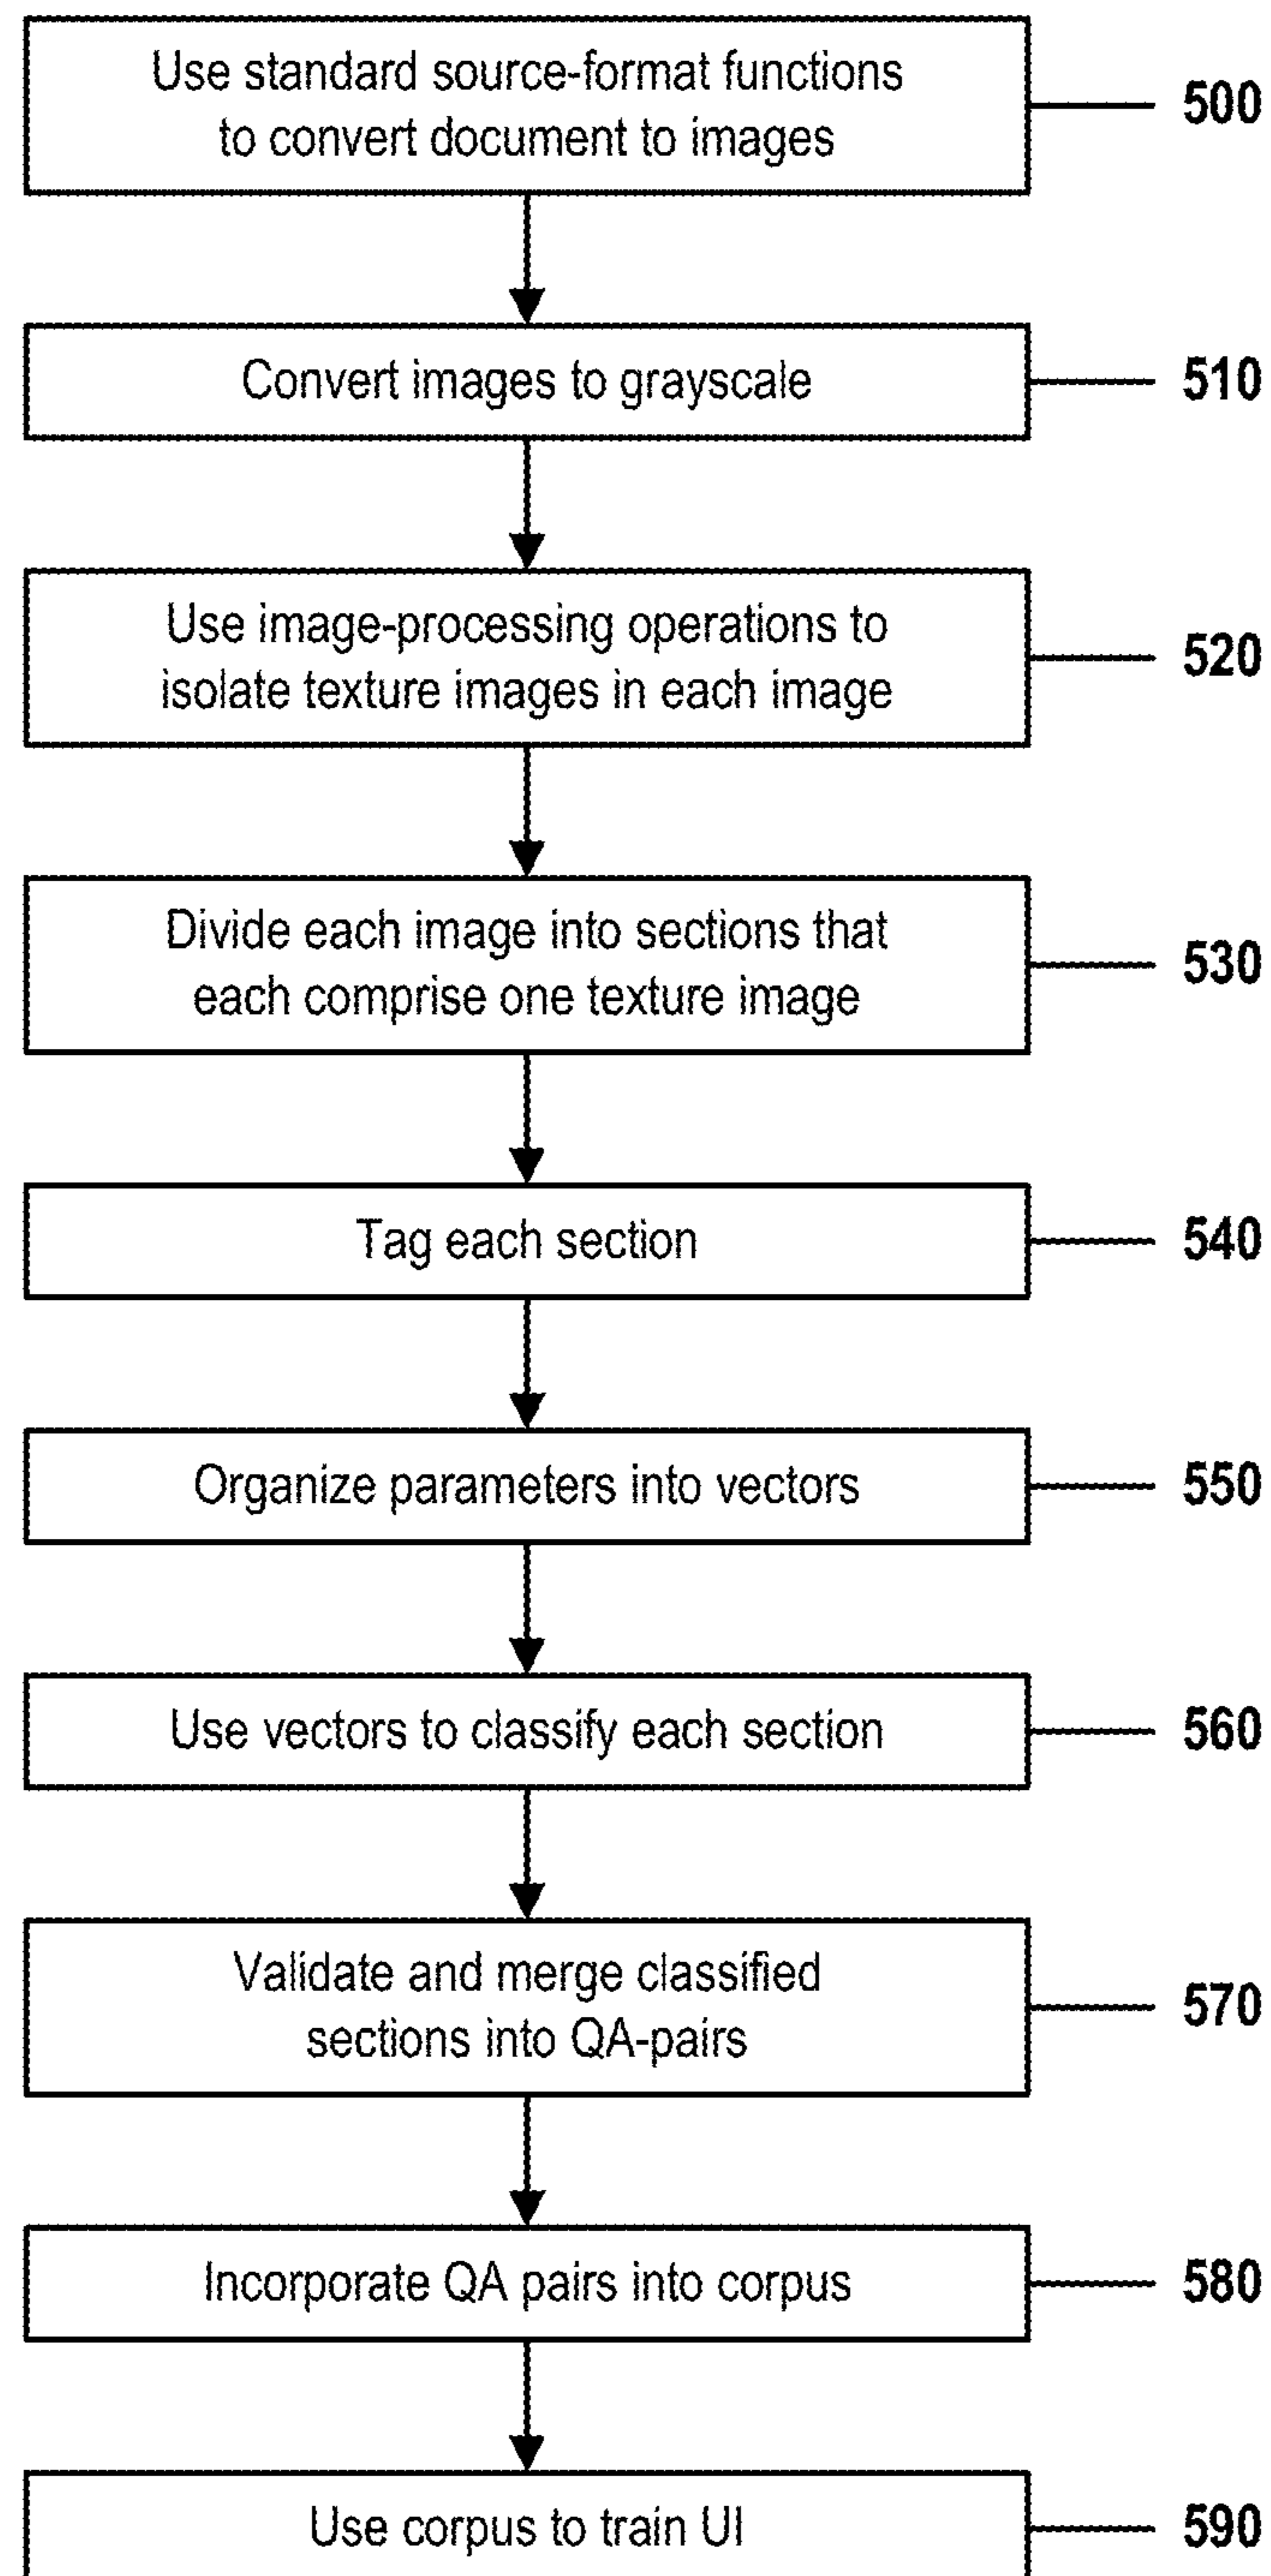 Use standard source-format functions
to convert document to images
500
Convert images to grayscale
510
Use image-processing operations to
isolate texture images in each image
520
Divide each image into sections that
each comprise one texture image
530
Tag each section
540
Organize parameters into vectors
550
Use vectors to classify each section
560
Validate and merge classified
sections into QA-pairs
570
Incorporate QA pairs into corpus
580
Use corpus to train UI
590